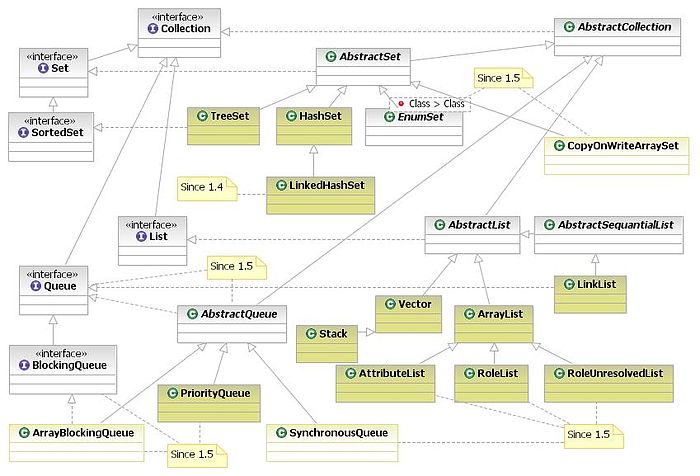 «interface»
Collection
AbstractCollection
«interface»
Set
AbstractSet
Since 1.5
Class > Class
«interface»
SortedSet
TreeSet
HashSet
EnumSet
CopyOnWriteArraySet
Since 1.4
LinkedHashSet
«interface»
List
AbstractList
AbstractSequantialList
«interface»
Queue
Since 1.5
LinkList
AbstractQueue
Vector
ArrayList
Stack
«interface»
BlockingQueue
AttributeList
RoleList
RoleUnresolvedList
PriorityQueue
ArrayBlockingQueue
Since 1.5
SynchronousQueue
Since 1.5